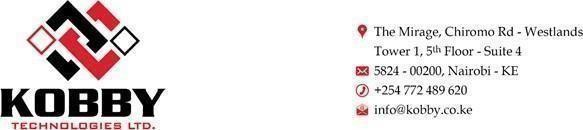 KOBBY
TECHNOLOGIES LTD.
The Mirage, Chiromo Rd - Westlands
Tower 1, 5th Floor - Suite 4
5824 - 00200, Nairobi - KE
+254 772 489 620
info@kobby.co.ke